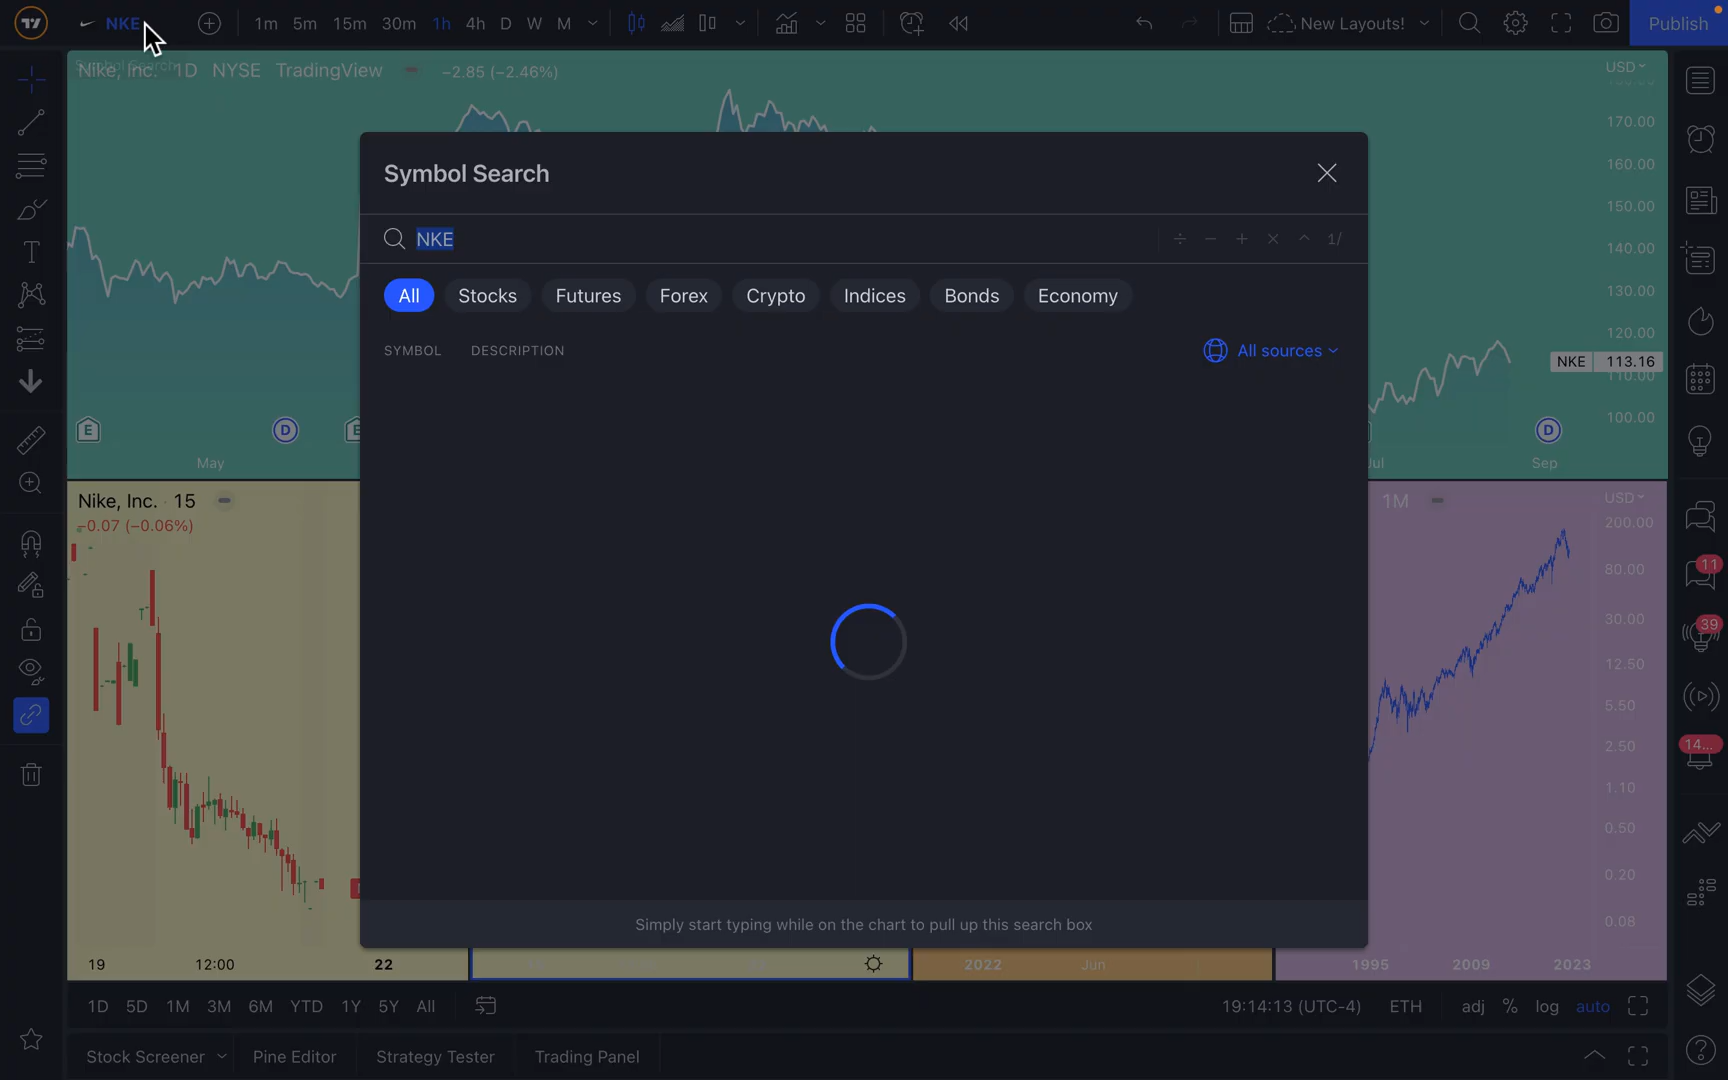 NKE
1m 5m 15m 30m 1h 4h D W M
New Layouts!
Publish
Nike, Inc. 1D NYSE TradingView −2.85 (−2.46%)
Symbol Search
USD
170.00
160.00
150.00
140.00
130.00
120.00
NKE 113.16
110.00
100.00
E D E D
May Jul Sep
Symbol Search
NKE
÷ − + × ^ 1/
All Stocks Futures Forex Crypto Indices Bonds Economy
SYMBOL DESCRIPTION All sources
Simply start typing while on the chart to pull up this search box
Nike, Inc. · 15
−0.07 (−0.06%)
19 12:00 22
2022 Jun
1M
USD
200.00
80.00
30.00
12.50
5.50
2.50
1.10
0.50
0.20
0.08
1995 2009 2023
11
39
14...
1D 5D 1M 3M 6M YTD 1Y 5Y All
19:14:13 (UTC-4) ETH adj % log auto
Stock Screener Pine Editor Strategy Tester Trading Panel